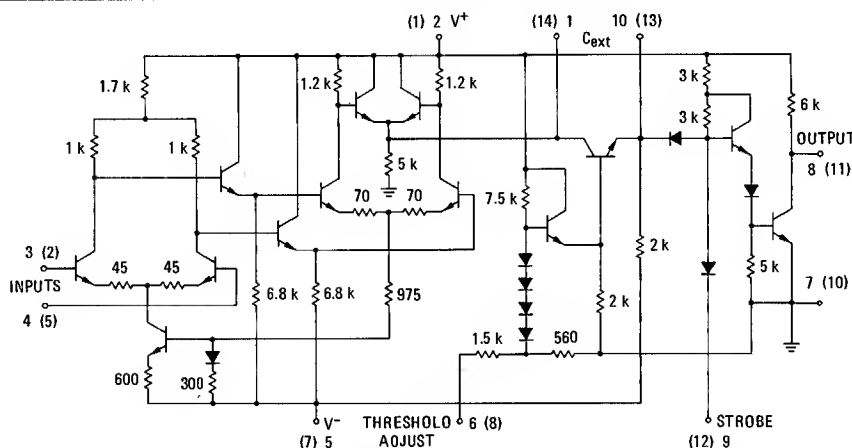 (1) 2 V+
(14) 1
10 (13)
Cext
1.7 k
1.2 k
1.2 k
3 k
3 k
6 k
1 k
1 k
5 k
OUTPUT
8 (11)
70
70
7.5 k
3 (2)
INPUTS
4 (5)
45
45
6.8 k
6.8 k
975
2 k
2 k
5 k
7 (10)
1.5 k
560
600
300
V−
(7) 5
THRESHOLO 6 (8)
ADJUST
STROBE
(12) 9